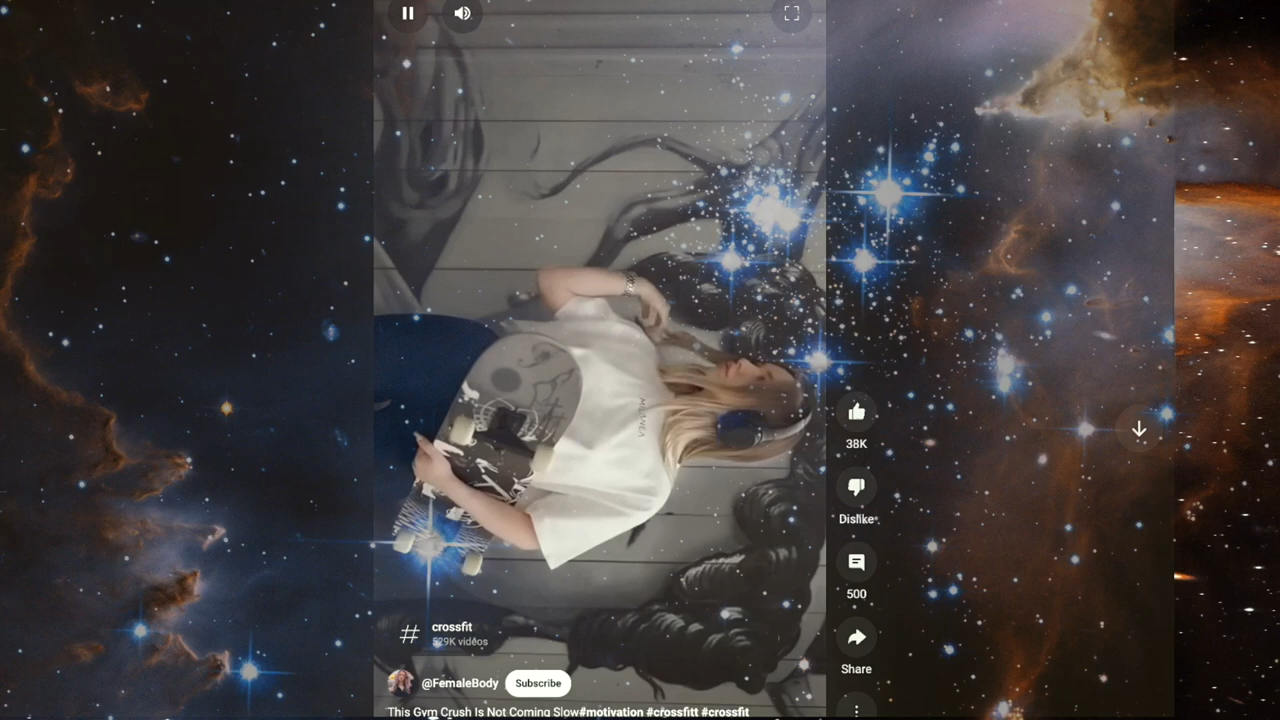 38K
Dislike
500
Share
crossfit
529K videos
@FemaleBody
Subscribe
This Gym Crush Is Not Coming Slow#motivation #crossfitt #crossfit